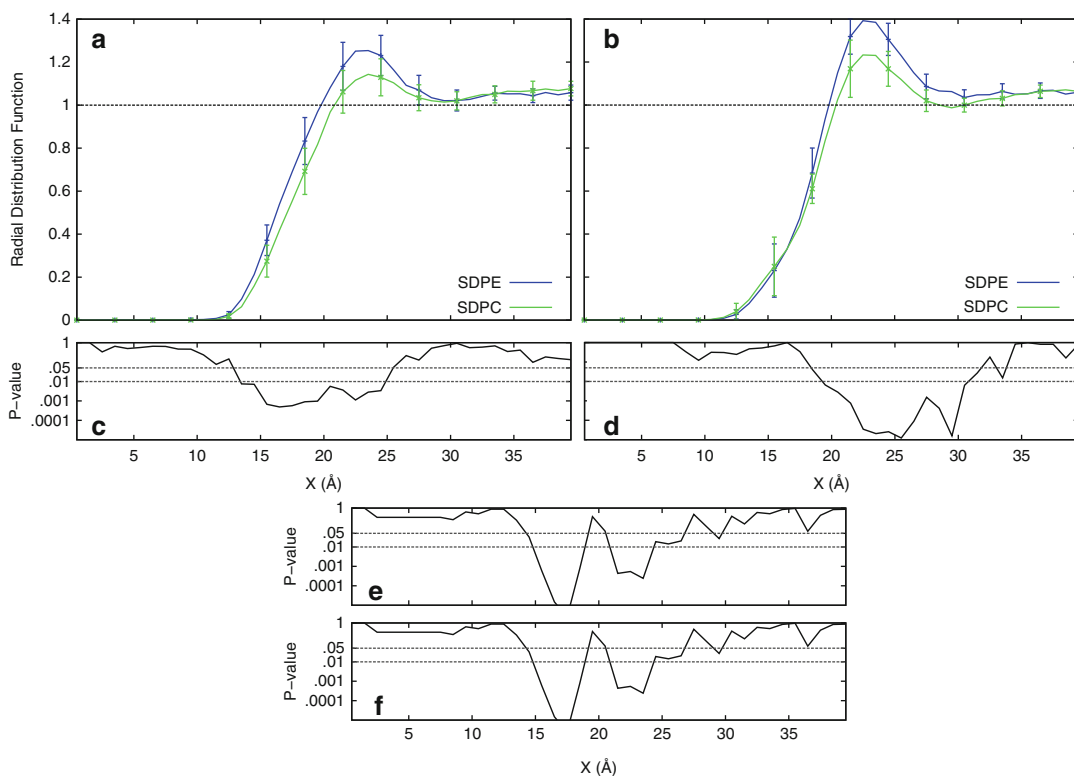 a
b
Radial Distribution Function
1.4
1.2
1
0.8
0.6
0.4
0.2
0
SDPE
SDPC
SDPE
SDPC
P-value
1
.05
.01
.001
.0001
c
d
5 10 15 20 25 30 35
5 10 15 20 25 30 35
X (Å)
X (Å)
P-value
1
.05
.01
.001
.0001
e
P-value
1
.05
.01
.001
.0001
f
5 10 15 20 25 30 35
X (Å)